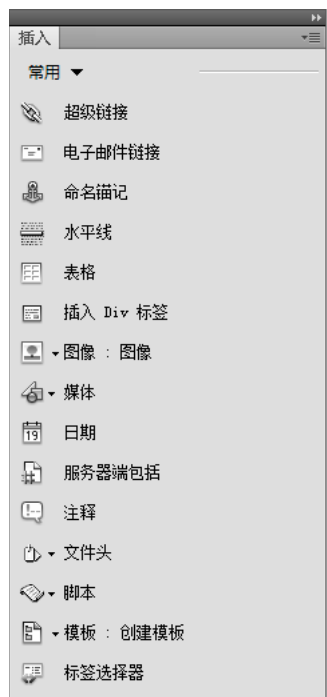 插入
常用
超级链接
电子邮件链接
命名锚记
水平线
表格
插入 Div 标签
图像 : 图像
媒体
19 日期
服务器端包括
注释
文件头
脚本
模板 : 创建模板
标签选择器